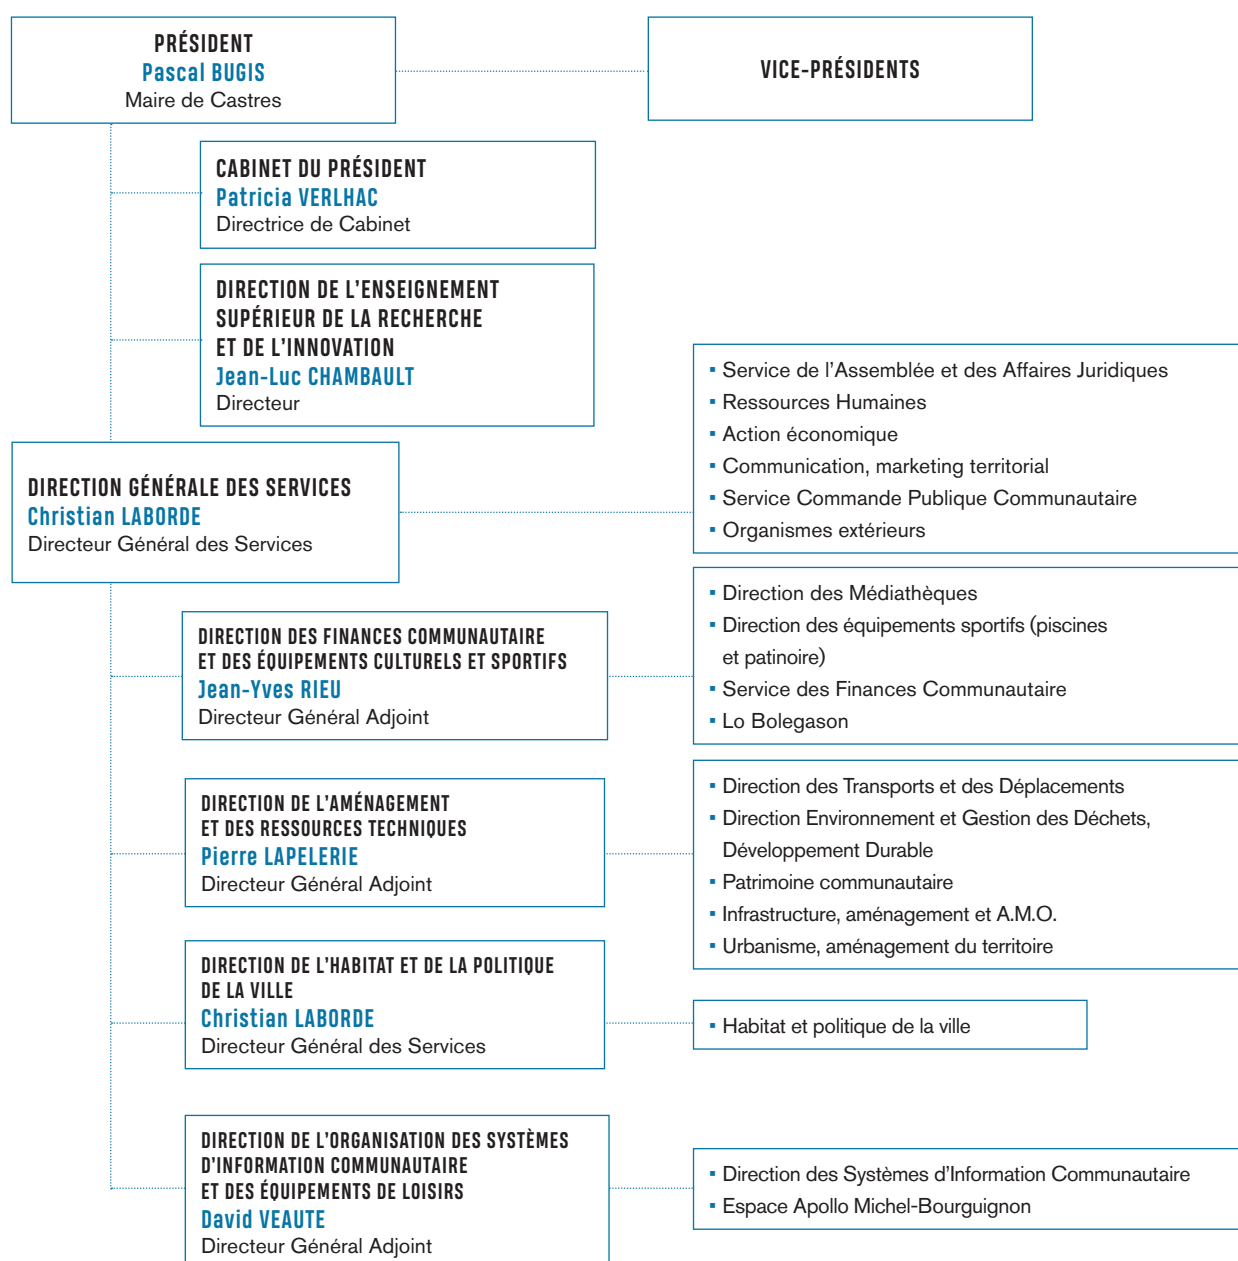 PRÉSIDENT
Pascal BUGIS
Maire de Castres
VICE-PRÉSIDENTS
CABINET DU PRÉSIDENT
Patricia VERLHAC
Directrice de Cabinet
DIRECTION DE L’ENSEIGNEMENT
SUPÉRIEUR DE LA RECHERCHE
ET DE L’INNOVATION
Jean-Luc CHAMBAULT
Directeur
DIRECTION GÉNÉRALE DES SERVICES
Christian LABORDE
Directeur Général des Services
▪ Service de l’Assemblée et des Affaires Juridiques
▪ Ressources Humaines
▪ Action économique
▪ Communication, marketing territorial
▪ Service Commande Publique Communautaire
▪ Organismes extérieurs
DIRECTION DES FINANCES COMMUNAUTAIRE
ET DES ÉQUIPEMENTS CULTURELS ET SPORTIFS
Jean-Yves RIEU
Directeur Général Adjoint
▪ Direction des Médiathèques
▪ Direction des équipements sportifs (piscines
et patinoire)
▪ Service des Finances Communautaire
▪ Lo Bolegason
DIRECTION DE L’AMÉNAGEMENT
ET DES RESSOURCES TECHNIQUES
Pierre LAPELERIE
Directeur Général Adjoint
▪ Direction des Transports et des Déplacements
▪ Direction Environnement et Gestion des Déchets,
Développement Durable
▪ Patrimoine communautaire
▪ Infrastructure, aménagement et A.M.O.
▪ Urbanisme, aménagement du territoire
DIRECTION DE L’HABITAT ET DE LA POLITIQUE
DE LA VILLE
Christian LABORDE
Directeur Général des Services
▪ Habitat et politique de la ville
DIRECTION DE L’ORGANISATION DES SYSTÈMES
D’INFORMATION COMMUNAUTAIRE
ET DES ÉQUIPEMENTS DE LOISIRS
David VEAUTE
Directeur Général Adjoint
▪ Direction des Systèmes d’Information Communautaire
▪ Espace Apollo Michel-Bourguignon